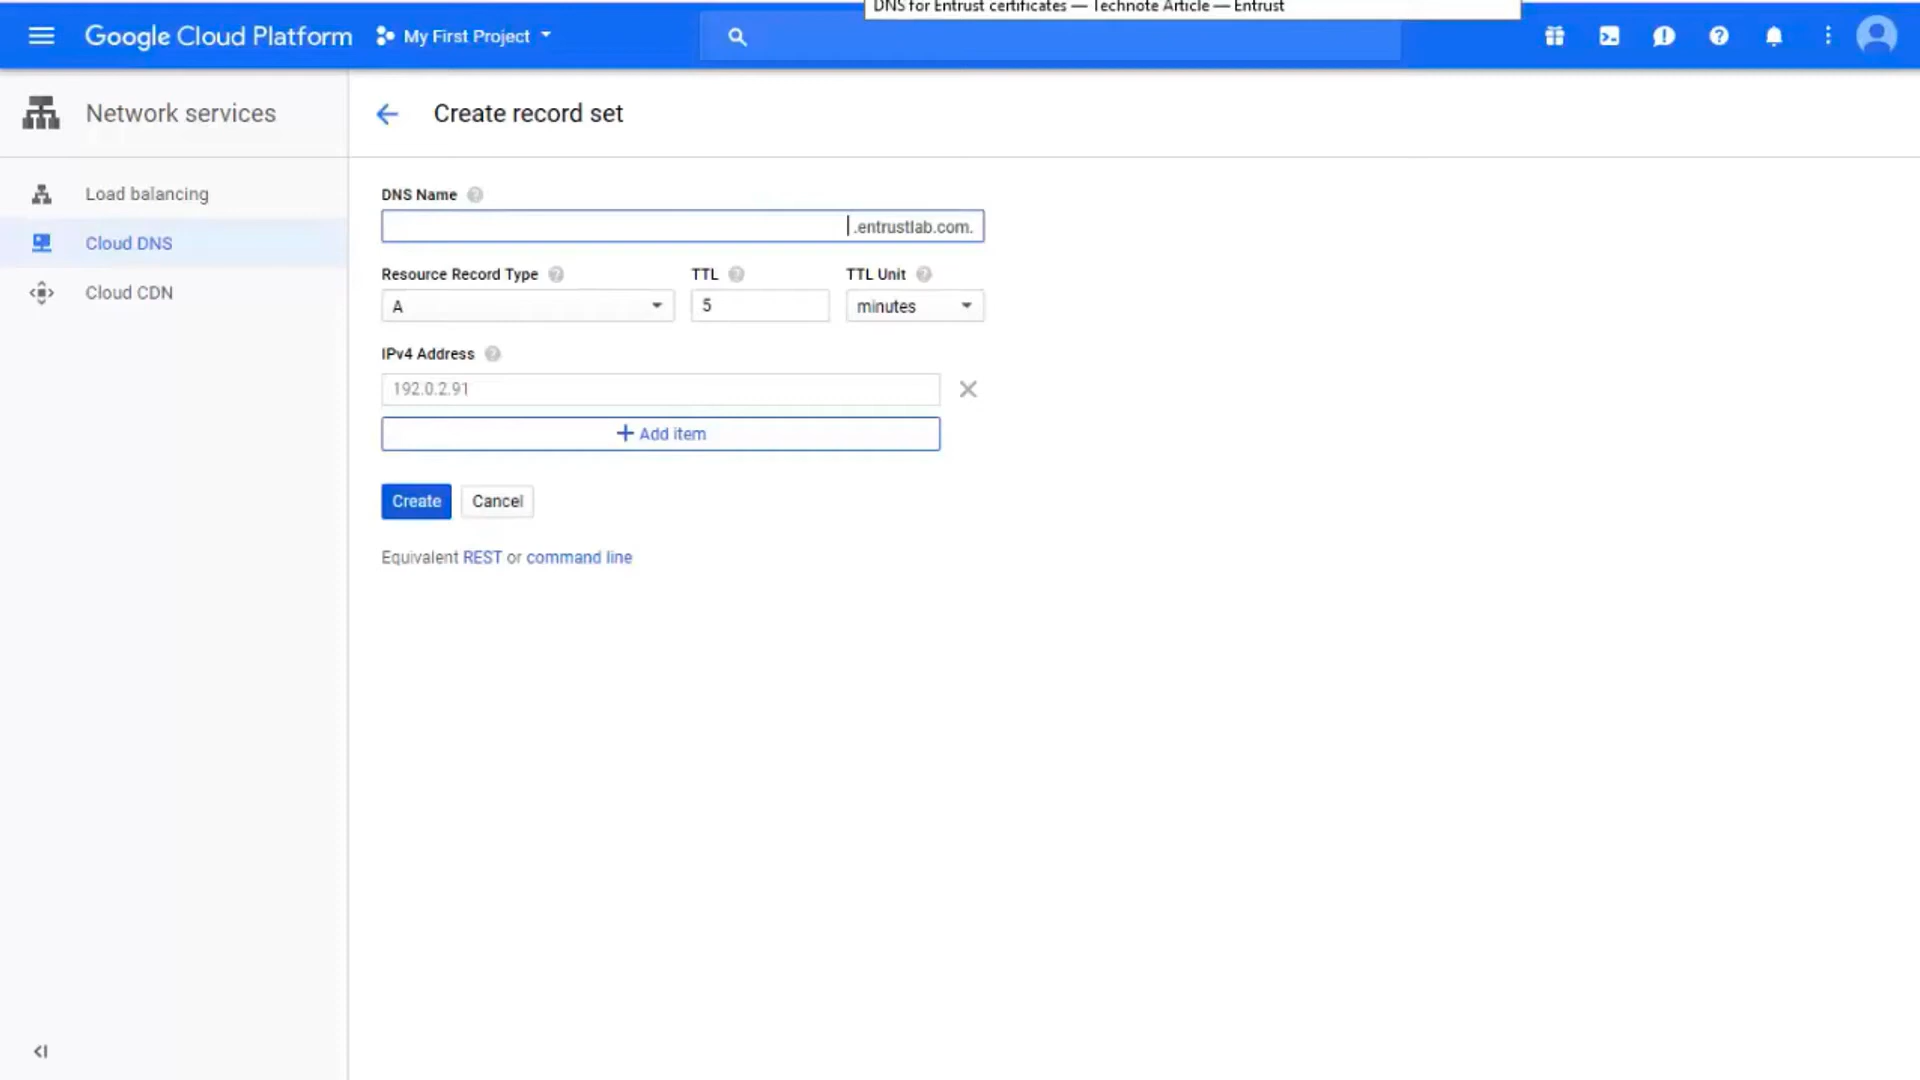 DNS for Entrust certificates — Technote Article — Entrust
Google Cloud Platform
My First Project
Network services
Create record set
Load balancing
Cloud DNS
Cloud CDN
DNS Name
.entrustlab.com.
Resource Record Type
TTL
TTL Unit
A
5
minutes
IPv4 Address
192.0.2.91
Add item
Create
Cancel
Equivalent REST or command line